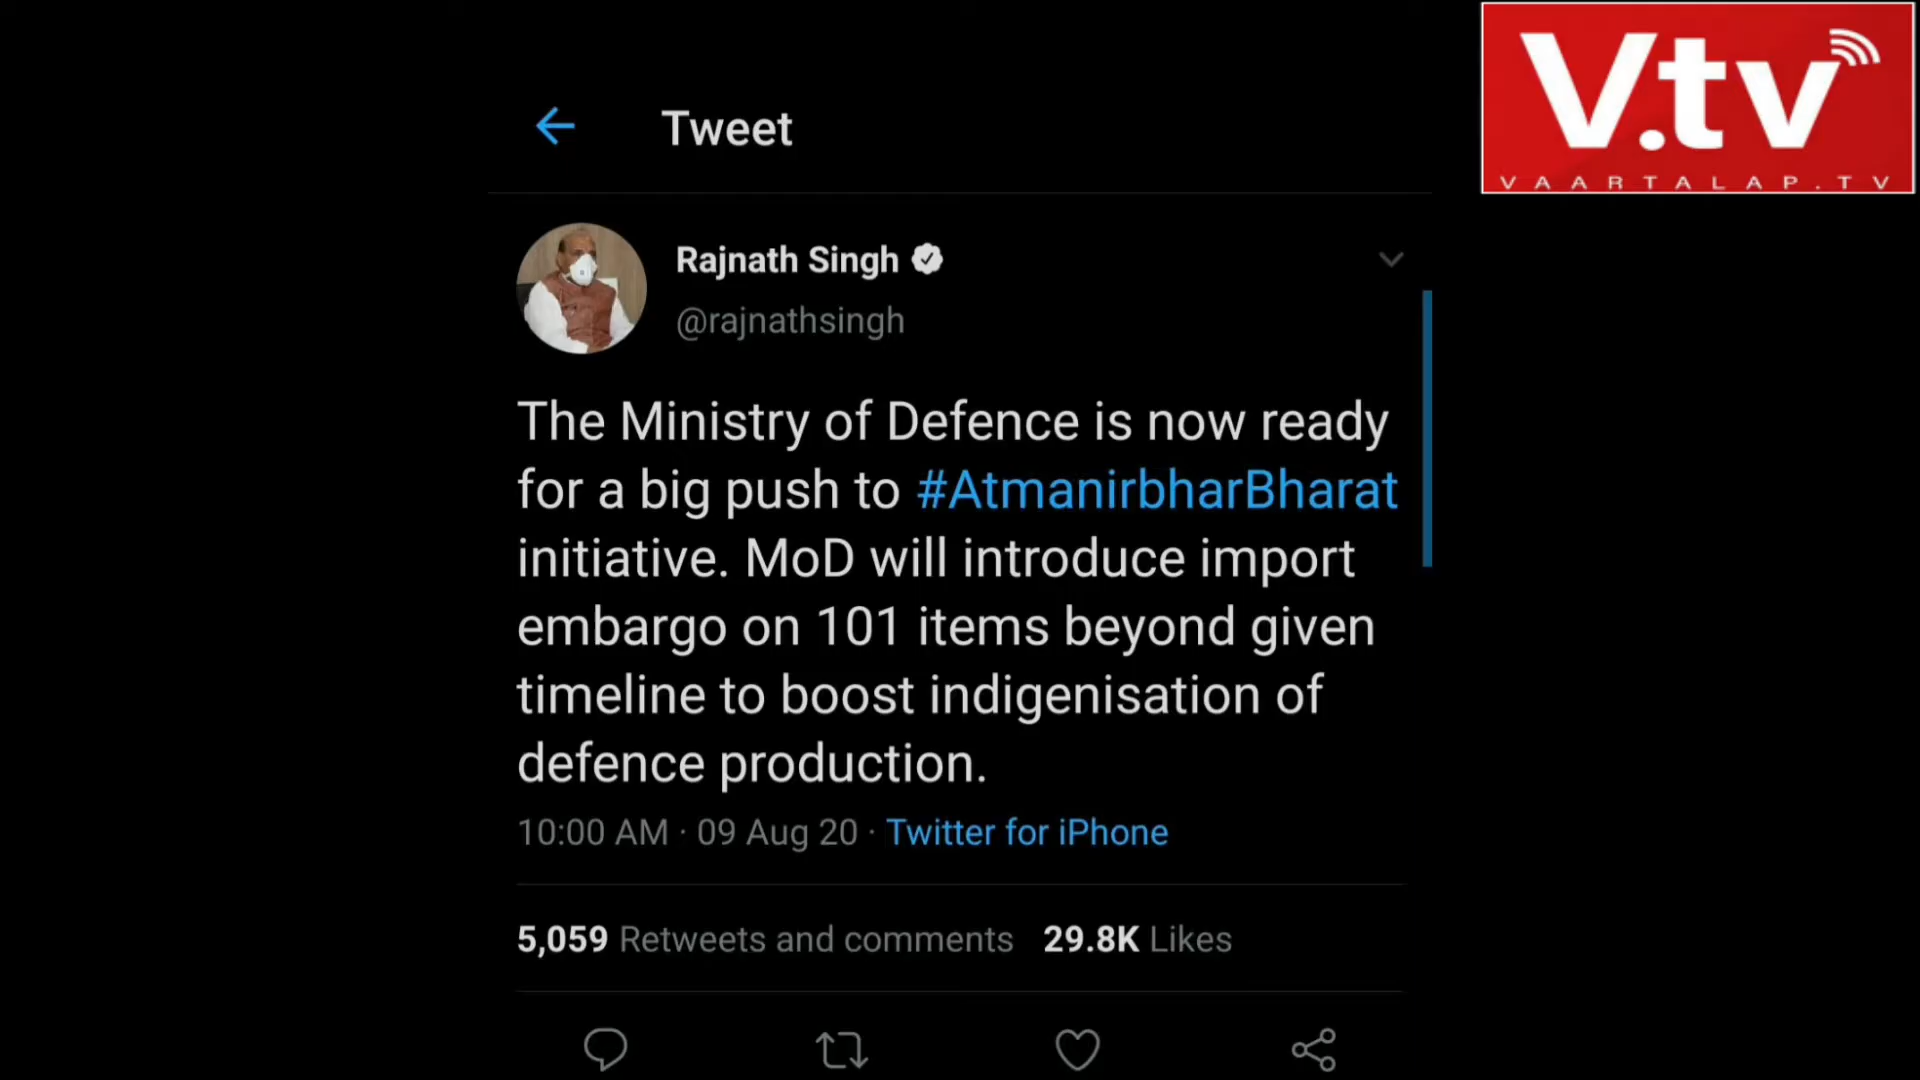 V.tv
VAARTALAP.TV
Tweet
Rajnath Singh
@rajnathsingh
The Ministry of Defence is now ready
for a big push to #AtmanirbharBharat
initiative. MoD will introduce import
embargo on 101 items beyond given
timeline to boost indigenisation of
defence production.
10:00 AM · 09 Aug 20 · Twitter for iPhone
5,059 Retweets and comments 29.8K Likes